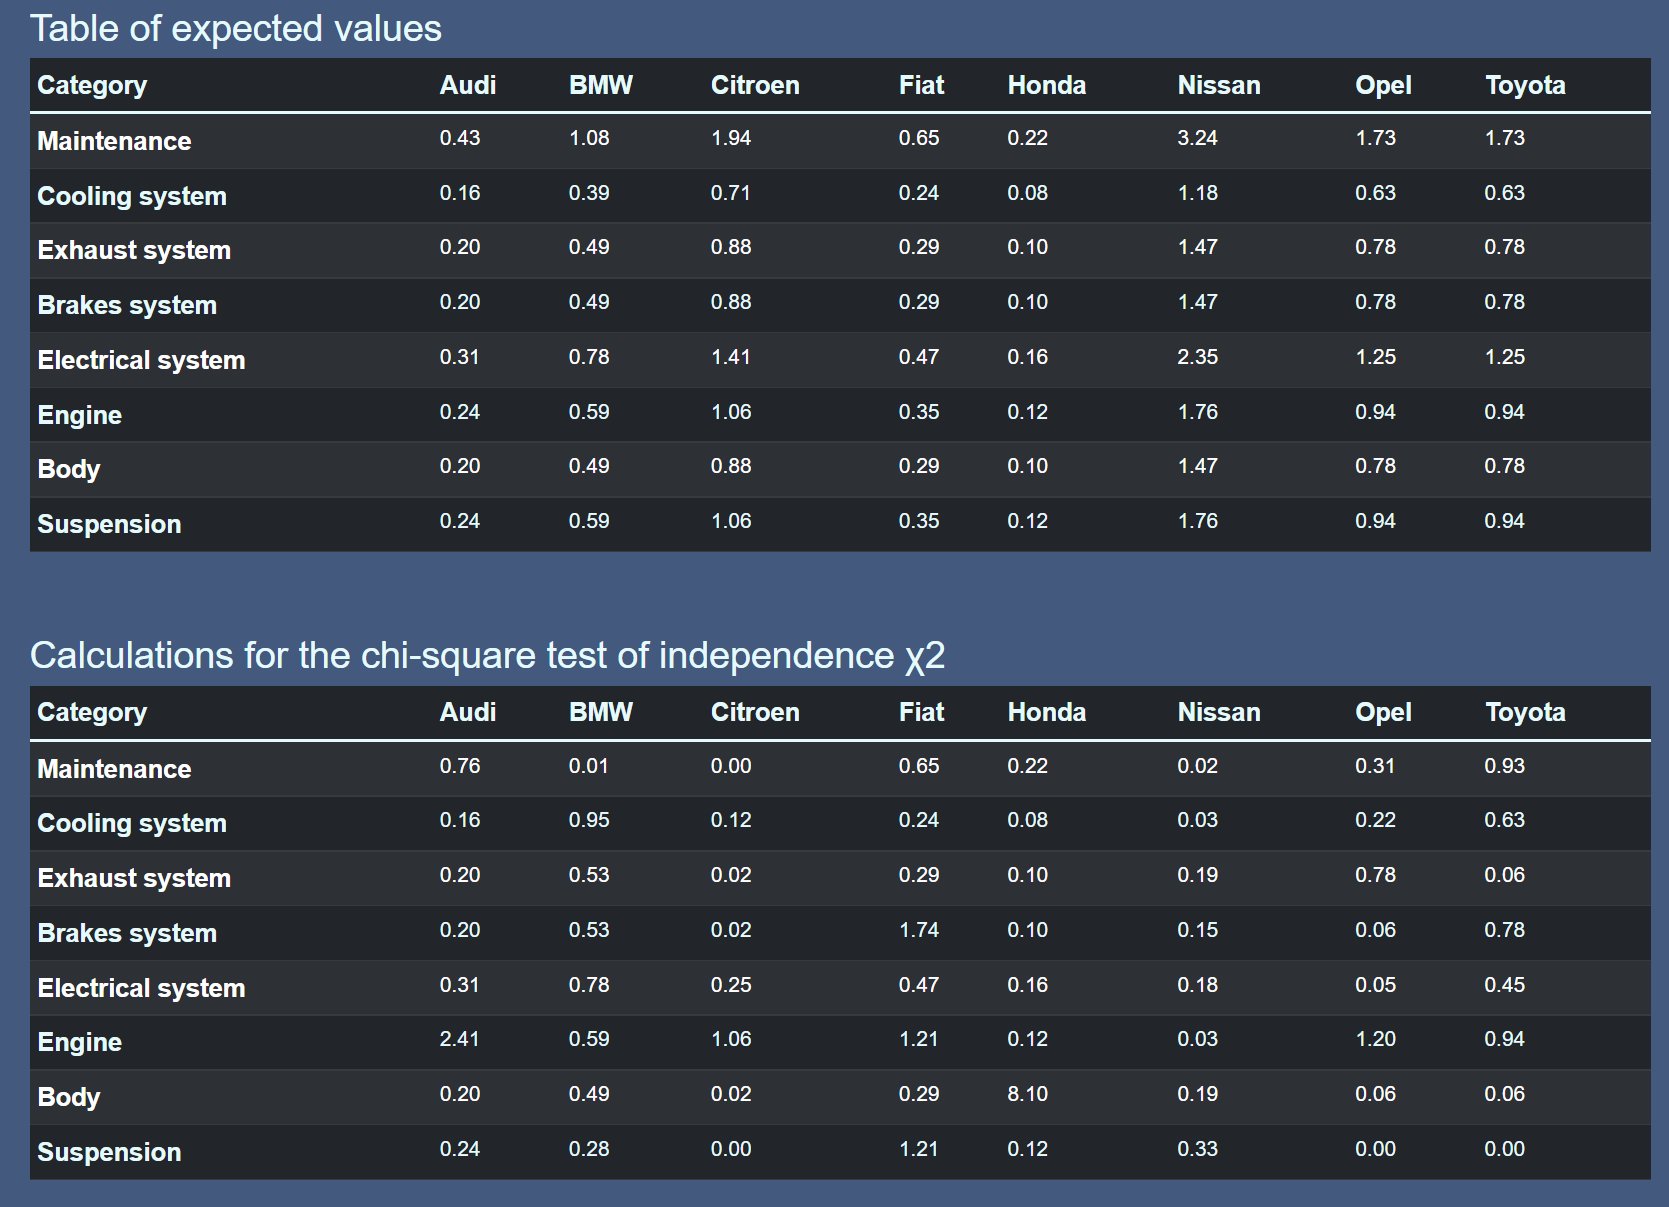 Table of expected values
Category Audi BMW Citroen Fiat Honda Nissan Opel Toyota
Maintenance 0.43 1.08 1.94 0.65 0.22 3.24 1.73 1.73
Cooling system 0.16 0.39 0.71 0.24 0.08 1.18 0.63 0.63
Exhaust system 0.20 0.49 0.88 0.29 0.10 1.47 0.78 0.78
Brakes system 0.20 0.49 0.88 0.29 0.10 1.47 0.78 0.78
Electrical system 0.31 0.78 1.41 0.47 0.16 2.35 1.25 1.25
Engine 0.24 0.59 1.06 0.35 0.12 1.76 0.94 0.94
Body 0.20 0.49 0.88 0.29 0.10 1.47 0.78 0.78
Suspension 0.24 0.59 1.06 0.35 0.12 1.76 0.94 0.94
Calculations for the chi-square test of independence χ2
Category Audi BMW Citroen Fiat Honda Nissan Opel Toyota
Maintenance 0.76 0.01 0.00 0.65 0.22 0.02 0.31 0.93
Cooling system 0.16 0.95 0.12 0.24 0.08 0.03 0.22 0.63
Exhaust system 0.20 0.53 0.02 0.29 0.10 0.19 0.78 0.06
Brakes system 0.20 0.53 0.02 1.74 0.10 0.15 0.06 0.78
Electrical system 0.31 0.78 0.25 0.47 0.16 0.18 0.05 0.45
Engine 2.41 0.59 1.06 1.21 0.12 0.03 1.20 0.94
Body 0.20 0.49 0.02 0.29 8.10 0.19 0.06 0.06
Suspension 0.24 0.28 0.00 1.21 0.12 0.33 0.00 0.00